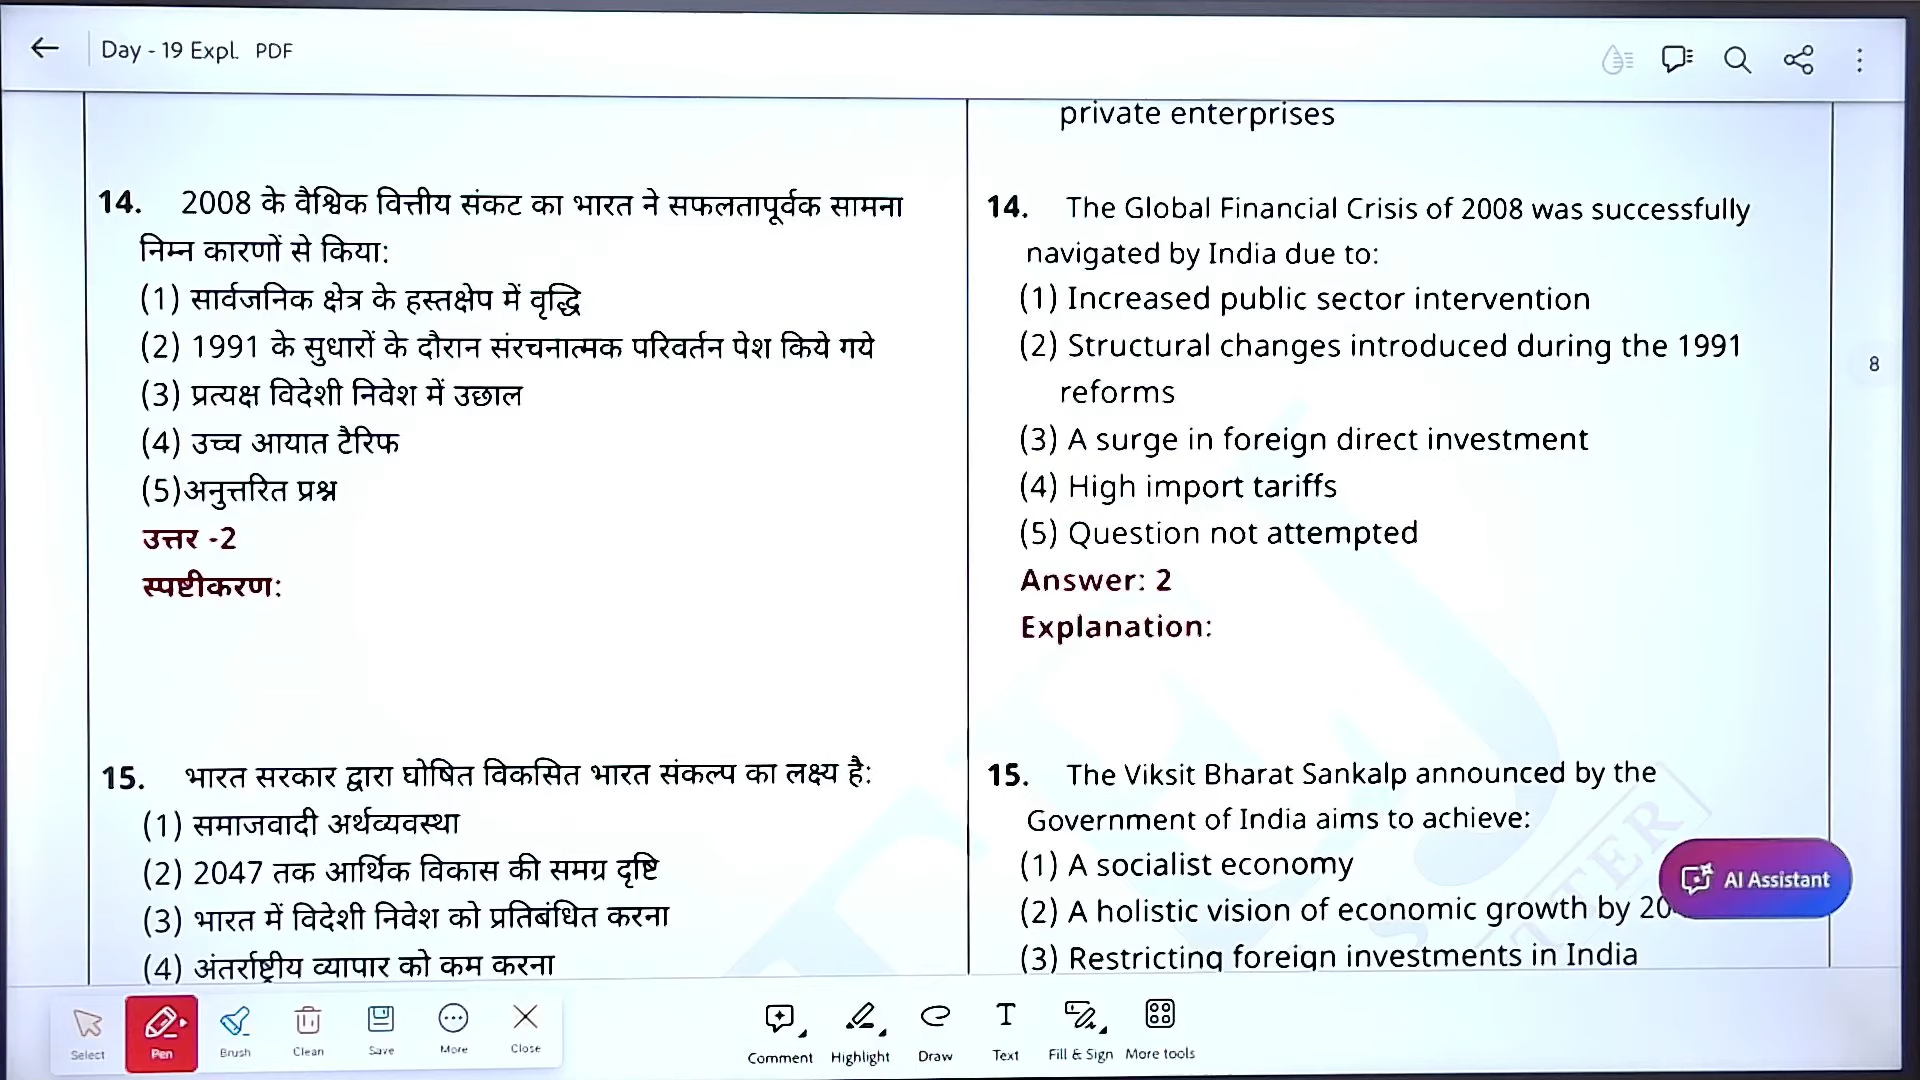 Day - 19 Expl. PDF
14. 2008 के वैश्विक वित्तीय संकट का भारत ने सफलतापूर्वक सामना
निम्न कारणों से किया:
(1) सार्वजनिक क्षेत्र के हस्तक्षेप में वृद्धि
(2) 1991 के सुधारों के दौरान संरचनात्मक परिवर्तन पेश किये गये
(3) प्रत्यक्ष विदेशी निवेश में उछाल
(4) उच्च आयात टैरिफ
(5)अनुत्तरित प्रश्न
उत्तर -2
स्पष्टीकरण:
15. भारत सरकार द्वारा घोषित विकसित भारत संकल्प का लक्ष्य है:
(1) समाजवादी अर्थव्यवस्था
(2) 2047 तक आर्थिक विकास की समग्र दृष्टि
(3) भारत में विदेशी निवेश को प्रतिबंधित करना
(4) अंतर्राष्ट्रीय व्यापार को कम करना
private enterprises
14. The Global Financial Crisis of 2008 was successfully
navigated by India due to:
(1) Increased public sector intervention
(2) Structural changes introduced during the 1991
reforms
(3) A surge in foreign direct investment
(4) High import tariffs
(5) Question not attempted
Answer: 2
Explanation:
15. The Viksit Bharat Sankalp announced by the
Government of India aims to achieve:
(1) A socialist economy
(2) A holistic vision of economic growth by
(3) Restricting foreign investments in India
8
AI Assistant
Select Pen Brush Clean Save More Close
Comment Highlight Draw Text Fill & Sign More tools